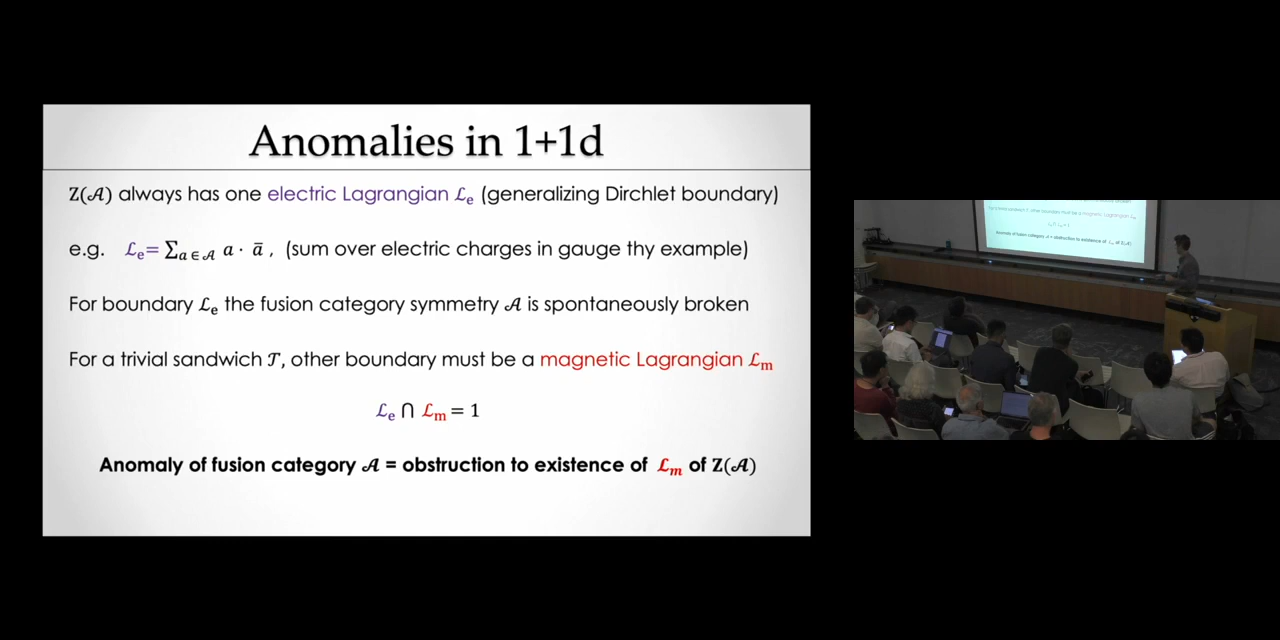 Anomalies in 1+1d
Z(𝒜) always has one electric Lagrangian ℒe (generalizing Dirchlet boundary)
e.g. ℒe= ∑a ∈ 𝒜 a · ā , (sum over electric charges in gauge thy example)
For boundary ℒe the fusion category symmetry 𝒜 is spontaneously broken
For a trivial sandwich 𝒯, other boundary must be a magnetic Lagrangian ℒm
ℒe ∩ ℒm = 1
Anomaly of fusion category 𝒜 = obstruction to existence of ℒm of Z(𝒜)